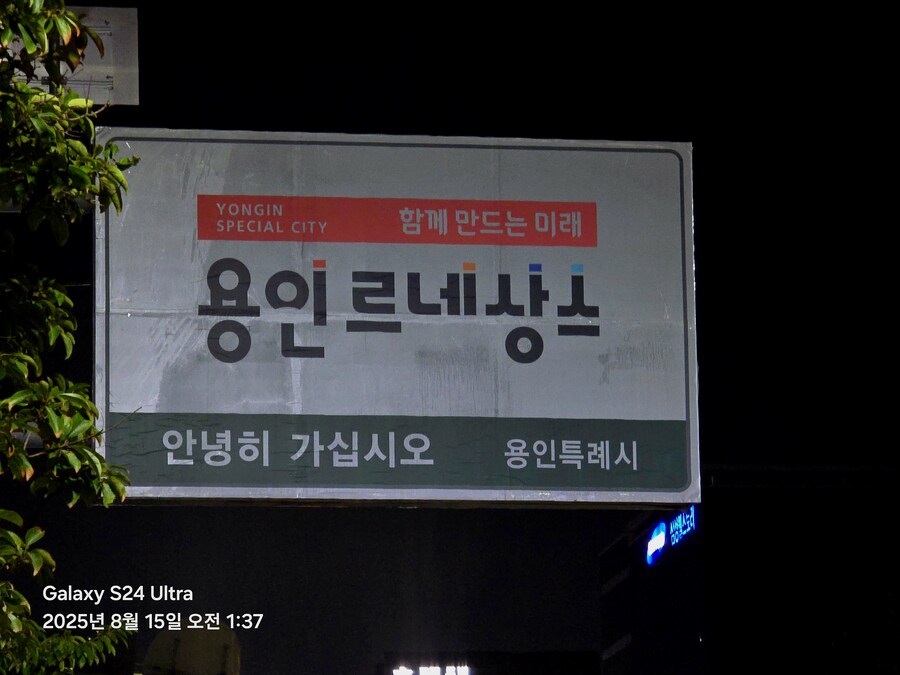 YONGIN
SPECIAL CITY
함께 만드는 미래
용인 르네상스
안녕히 가십시오
용인특례시
Galaxy S24 Ultra
2025년 8월 15일 오전 1:37